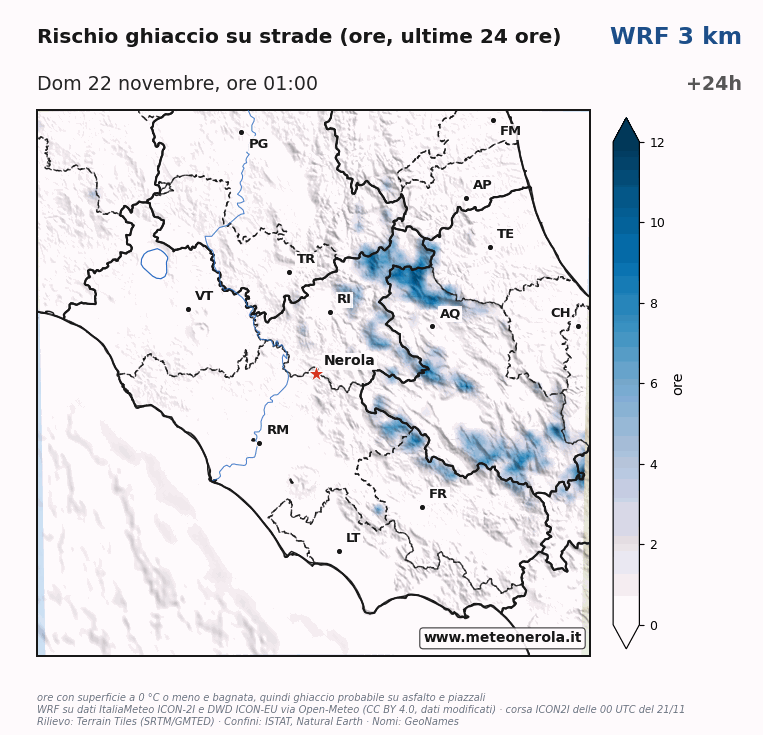 Rischio ghiaccio su strade (ore, ultime 24 ore)
WRF 3 km
Dom 22 novembre, ore 01:00
+24h
FM
PG
AP
TE
TR
VT
RI
AQ
CH
Nerola
RM
FR
LT
12
10
8
6
4
2
0
ore
www.meteonerola.it
ore con superficie a 0 °C o meno e bagnata, quindi ghiaccio probabile su asfalto e piazzali
WRF su dati ItaliaMeteo ICON-2I e DWD ICON-EU via Open-Meteo (CC BY 4.0, dati modificati) · corsa ICON2I delle 00 UTC del 21/11
Rilievo: Terrain Tiles (SRTM/GMTED) · Confini: ISTAT, Natural Earth · Nomi: GeoNames